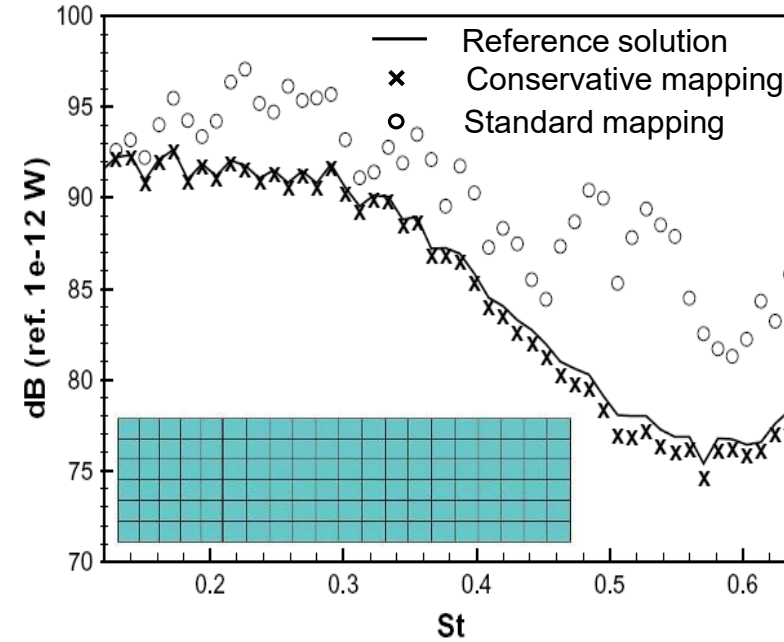 100
95
90
85
80
75
70
dB (ref. 1e-12 W)
Reference solution
Conservative mapping
Standard mapping
0.2 0.3 0.4 0.5 0.6
St